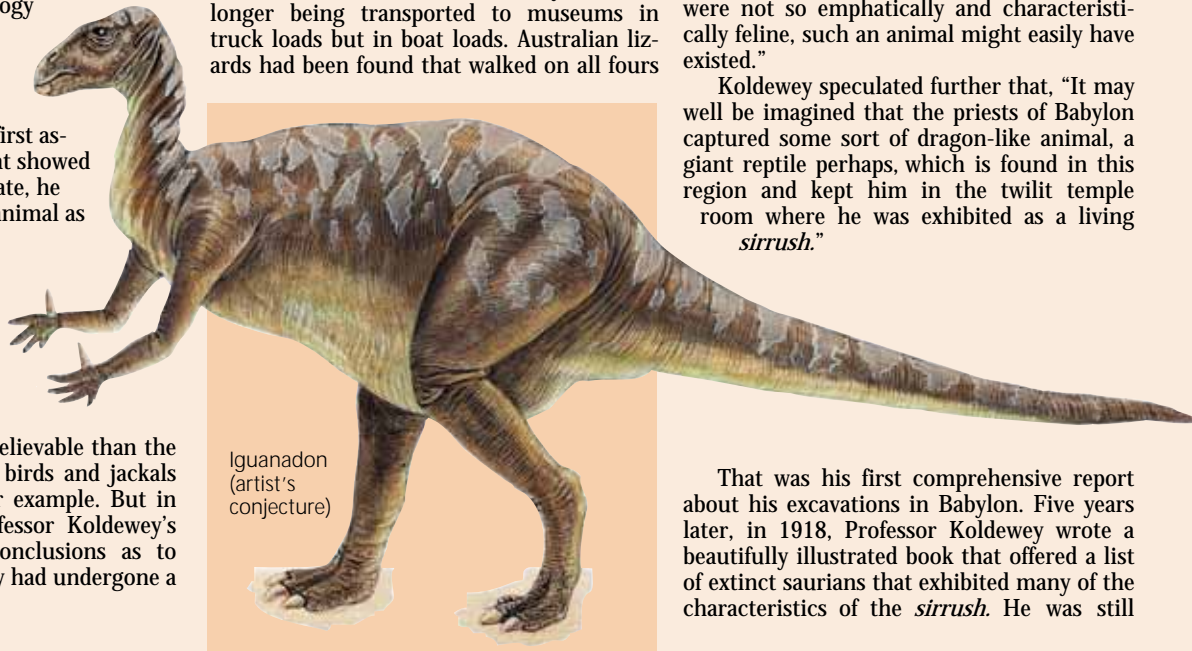 ogy
first as-
nt showed
ate, he
animal as
elievable than the
birds and jackals
r example. But in
fessor Koldewey's
onclusions as to
y had undergone a
longer being transported to museums in
truck loads but in boat loads. Australian liz-
ards had been found that walked on all fours
Iguanadon
(artist's
conjecture)
were not so emphatically and characteristi-
cally feline, such an animal might easily have
existed.”
Koldewey speculated further that, “It may
well be imagined that the priests of Babylon
captured some sort of dragon-like animal, a
giant reptile perhaps, which is found in this
region and kept him in the twilit temple
room where he was exhibited as a living
sirrush.”
That was his first comprehensive report
about his excavations in Babylon. Five years
later, in 1918, Professor Koldewey wrote a
beautifully illustrated book that offered a list
of extinct saurians that exhibited many of the
characteristics of the sirrush. He was still